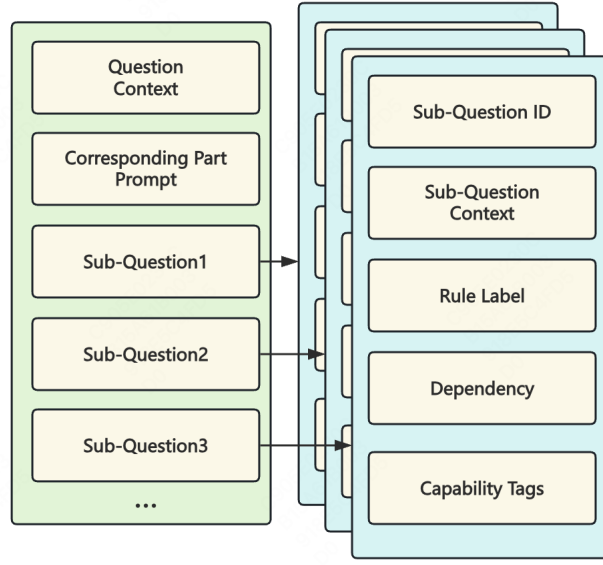 Question
Context
Corresponding Part
Prompt
Sub-Question1
Sub-Question2
Sub-Question3
...
Sub-Question ID
Sub-Question
Context
Rule Label
Dependency
Capability Tags